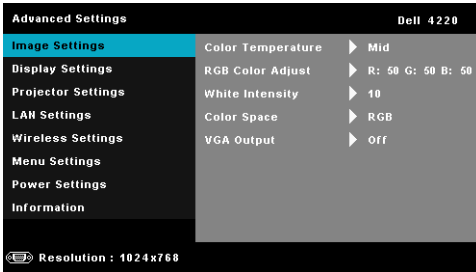 Advanced Settings Dell 4220
Image Settings Color Temperature Mid
Display Settings RGB Color Adjust R: 50 G: 50 B: 50
Projector Settings White Intensity 10
LAN Settings Color Space RGB
Wireless Settings VGA Output Off
Menu Settings
Power Settings
Information
Resolution : 1024x768